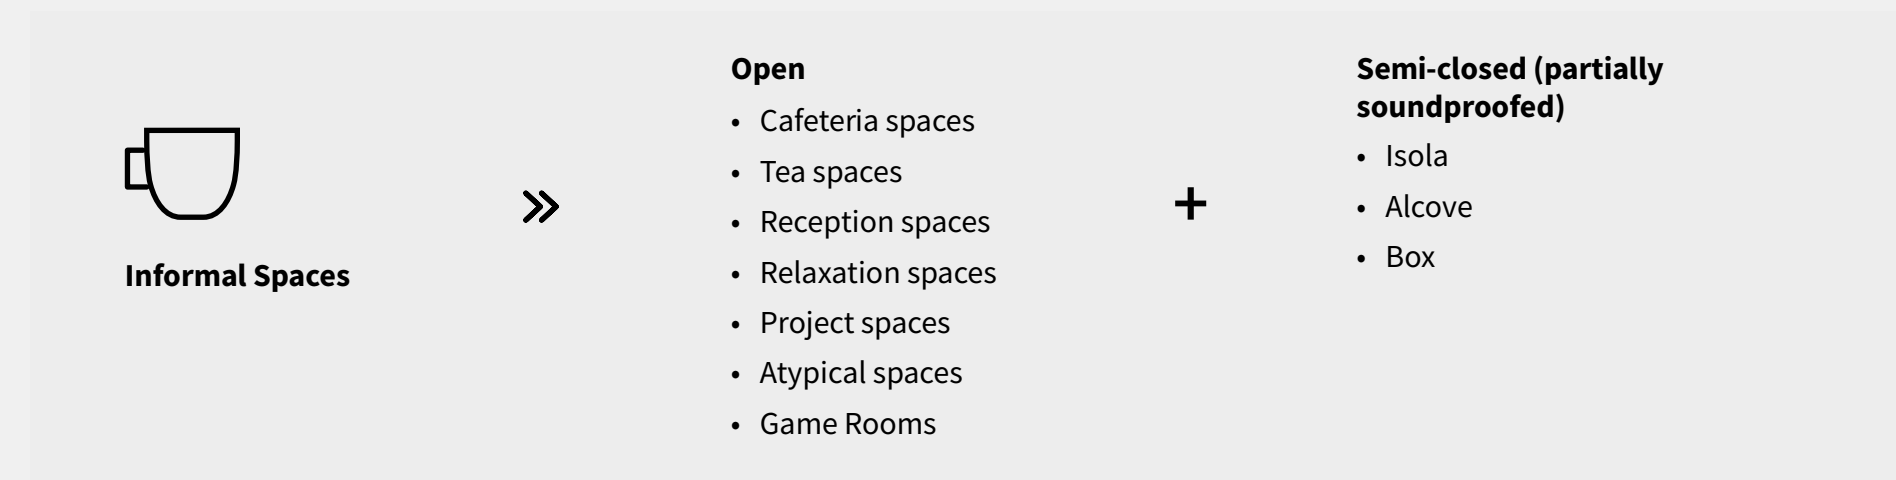 Informal Spaces
Open
• Cafeteria spaces
• Tea spaces
• Reception spaces
• Relaxation spaces
• Project spaces
• Atypical spaces
• Game Rooms
+
Semi-closed (partially
soundproofed)
• Isola
• Alcove
• Box